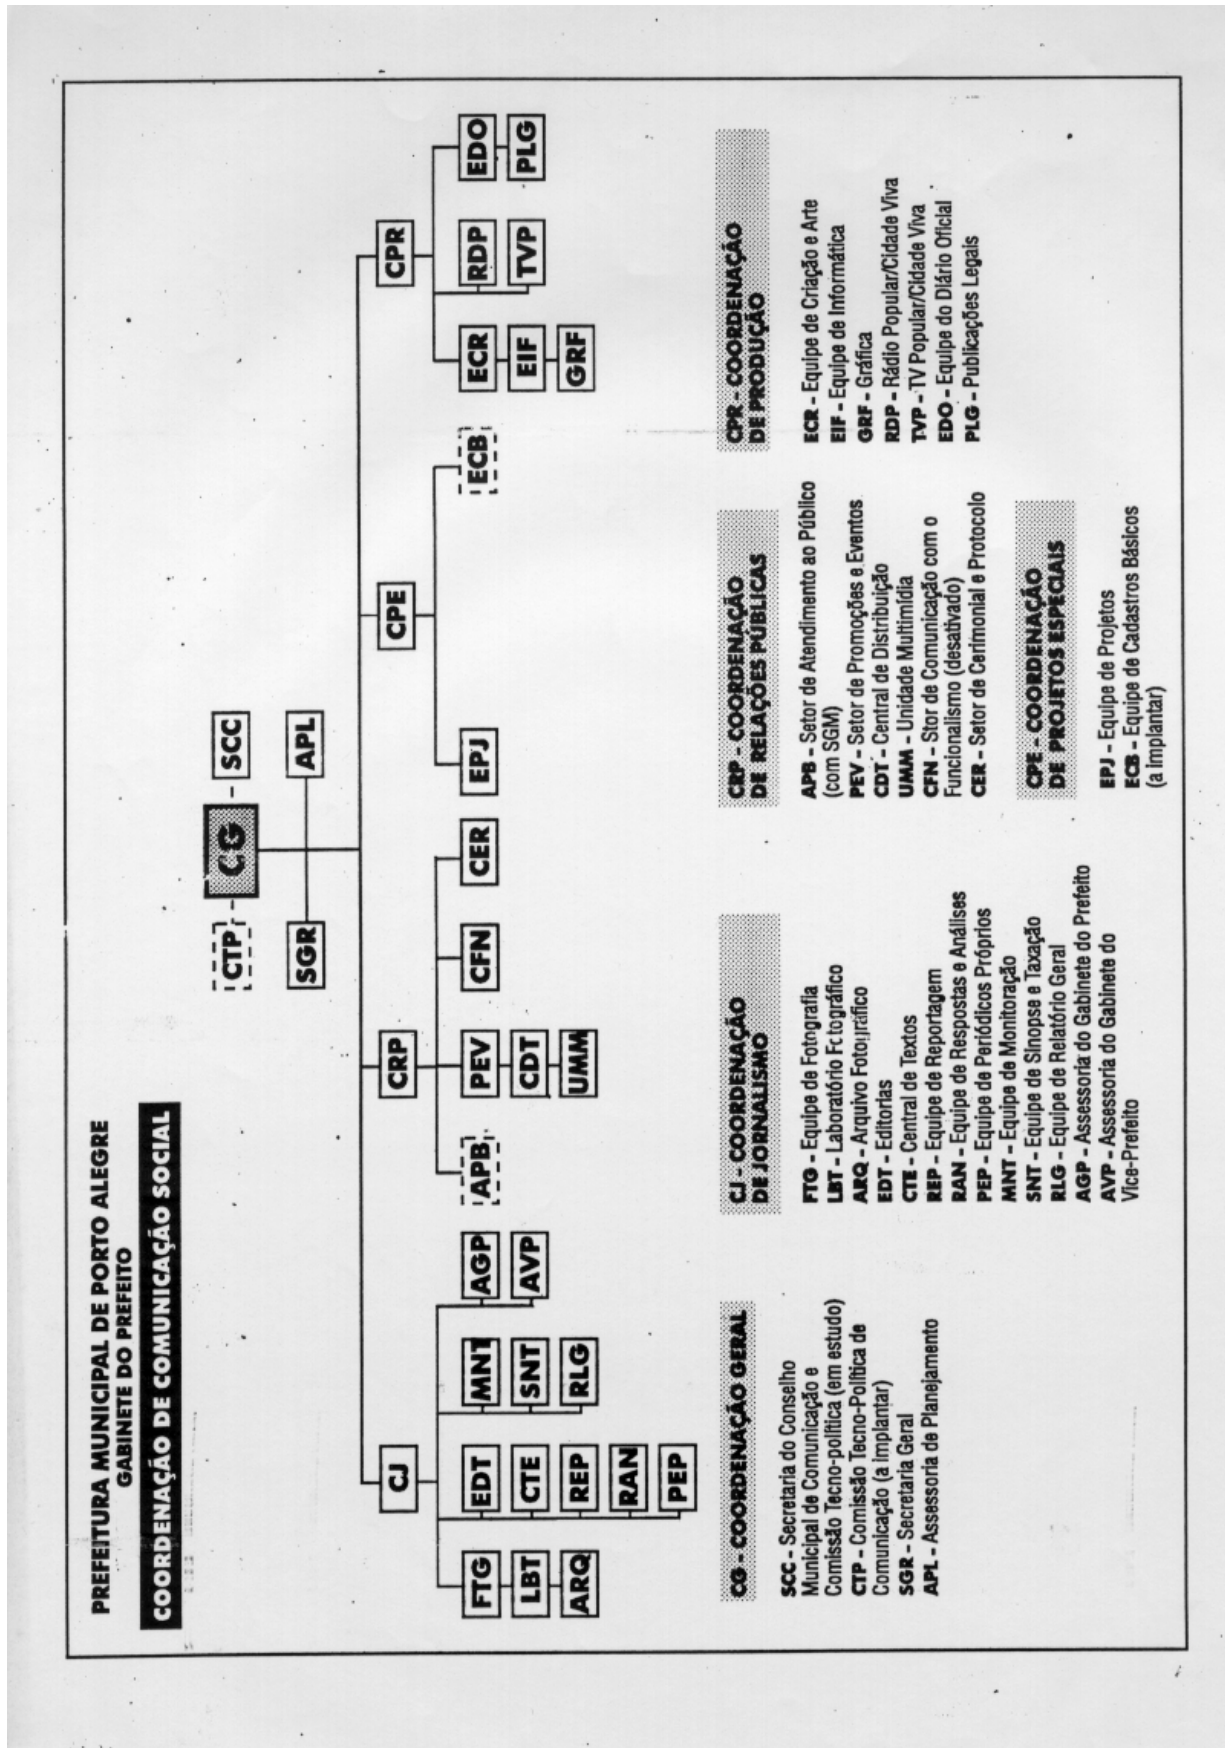 PREFEITURA MUNICIPAL DE PORTO ALEGRE
GABINETE DO PREFEITO
COORDENAÇÃO DE COMUNICAÇÃO SOCIAL
CTP
CG
SCC
SGR
APL
CJ
CRP
CPE
CPR
FTG
EDT
MNT
AGP
APB
PEV
CFN
CER
EPJ
ECB
ECR
RDP
EDO
LBT
CTE
SNT
AVP
CDT
EIF
TVP
PLG
ARQ
REP
RLG
UMM
GRF
RAN
PEP
CG - COORDENAÇÃO GERAL
SCC - Secretaria do Conselho
Municipal de Comunicação e
Comissão Tecno-política (em estudo)
CTP - Comissão Tecno-Política de
Comunicação (a implantar)
SGR - Secretaria Geral
APL - Assessoria de Planejamento
CJ - COORDENAÇÃO
DE JORNALISMO
FTG - Equipe de Fotografia
LBT - Laboratório Fotográfico
ARQ - Arquivo Fotográfico
EDT - Editorias
CTE - Central de Textos
REP - Equipe de Reportagem
RAN - Equipe de Respostas e Análises
PEP - Equipe de Periódicos Próprios
MNT - Equipe de Monitoração
SNT - Equipe de Sinopse e Taxação
RLG - Equipe de Relatório Geral
AGP - Assessoria do Gabinete do Prefeito
AVP - Assessoria do Gabinete do
Vice-Prefeito
CRP - COORDENAÇÃO
DE RELAÇÕES PÚBLICAS
APB - Setor de Atendimento ao Público
(com SGM)
PEV - Setor de Promoções e Eventos
CDT - Central de Distribuição
UMM - Unidade Multimídia
CFN - Stor de Comunicação com o
Funcionalismo (desativado)
CER - Setor de Cerimonial e Protocolo
CPE - COORDENAÇÃO
DE PROJETOS ESPECIAIS
EPJ - Equipe de Projetos
ECB - Equipe de Cadastros Básicos
(a Implantar)
CPR - COORDENAÇÃO
DE PRODUÇÃO
ECR - Equipe de Criação e Arte
EIF - Equipe de Informática
GRF - Gráfica
RDP - Rádio Popular/Cidade Viva
TVP - TV Popular/Cidade Viva
EDO - Equipe do Diário Oficial
PLG - Publicações Legais